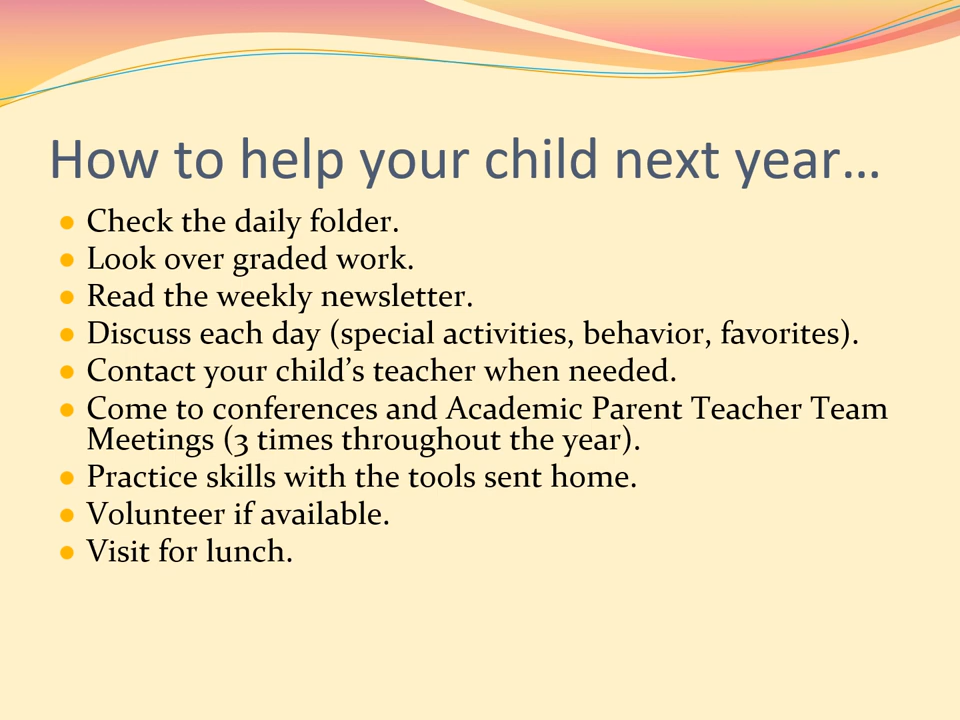 How to help your child next year…
● Check the daily folder.
● Look over graded work.
● Read the weekly newsletter.
● Discuss each day (special activities, behavior, favorites).
● Contact your child’s teacher when needed.
● Come to conferences and Academic Parent Teacher Team
Meetings (3 times throughout the year).
● Practice skills with the tools sent home.
● Volunteer if available.
● Visit for lunch.